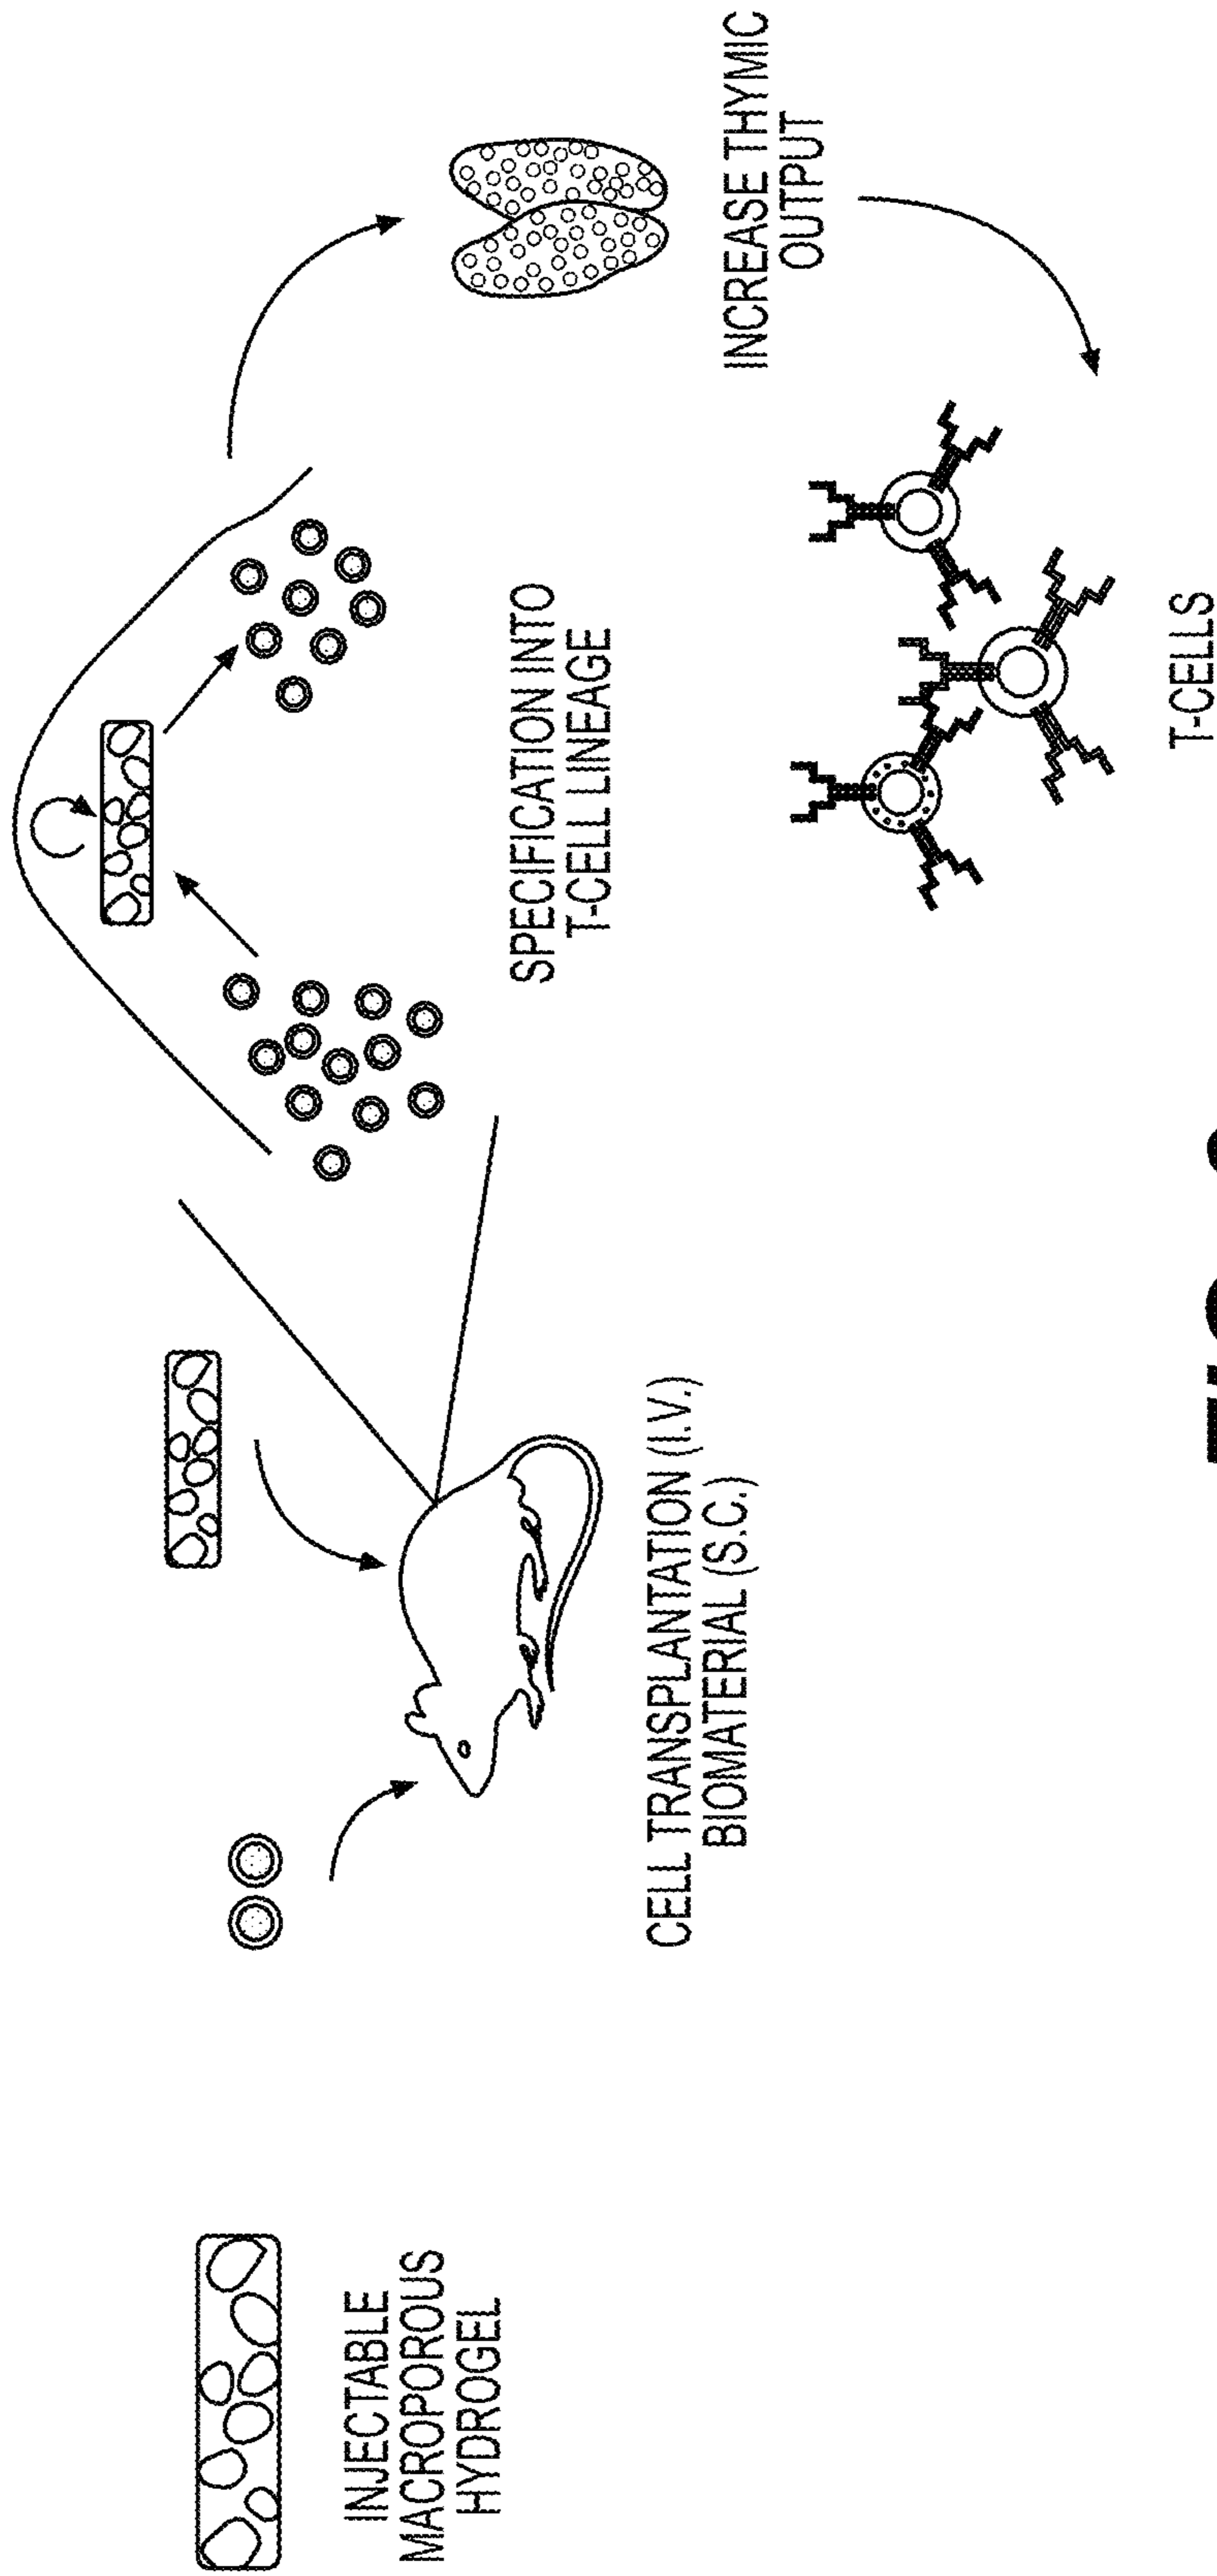 INJECTABLE
MACROPOROUS
HYDROGEL
CELL TRANSPLANTATION (I.V.)
BIOMATERIAL (S.C.)
SPECIFICATION INTO
T-CELL LINEAGE
INCREASE THYMIC
OUTPUT
T-CELLS